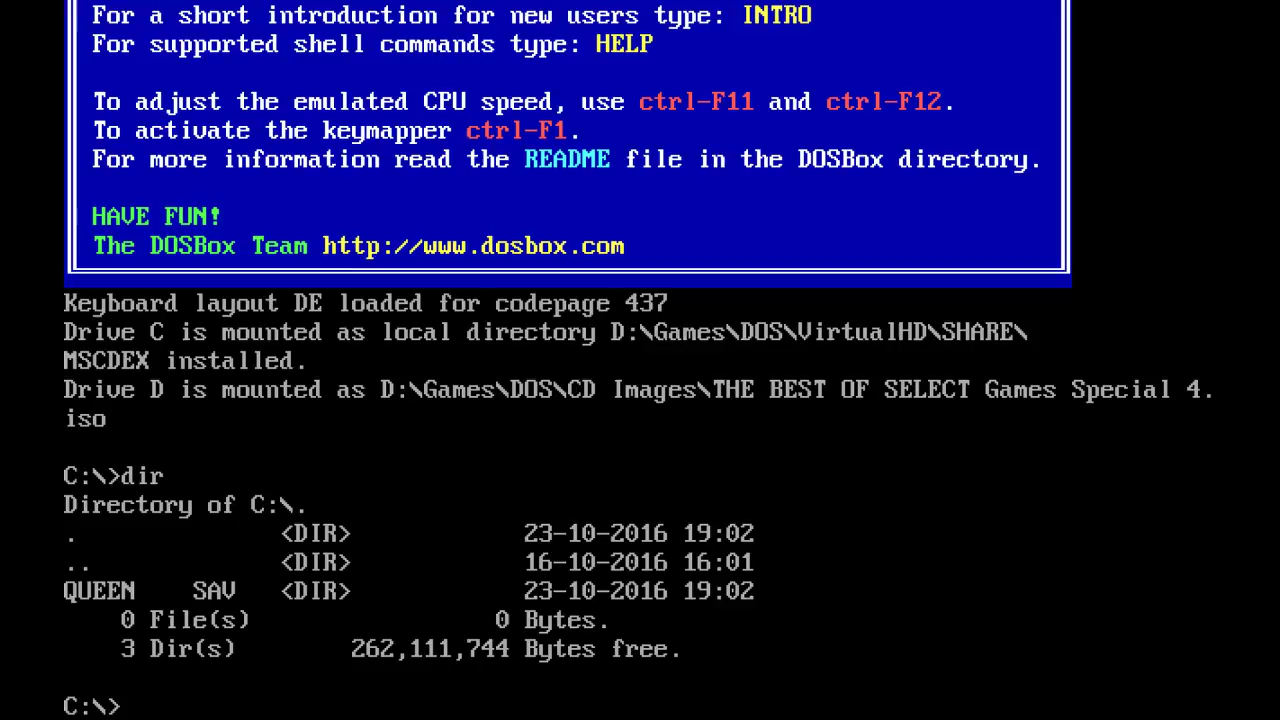 For a short introduction for new users type: INTRO
For supported shell commands type: HELP
To adjust the emulated CPU speed, use ctrl-F11 and ctrl-F12.
To activate the keymapper ctrl-F1.
For more information read the README file in the DOSBox directory.
HAVE FUN!
The DOSBox Team http://www.dosbox.com
Keyboard layout DE loaded for codepage 437
Drive C is mounted as local directory D:\Games\DOS\VirtualHD\SHARE\
MSCDEX installed.
Drive D is mounted as D:\Games\DOS\CD Images\THE BEST OF SELECT Games Special 4.
iso
C:\>dir
Directory of C:\.
. <DIR> 23-10-2016 19:02
.. <DIR> 16-10-2016 16:01
QUEEN SAV <DIR> 23-10-2016 19:02
0 File(s) 0 Bytes.
3 Dir(s) 262,111,744 Bytes free.
C:\>